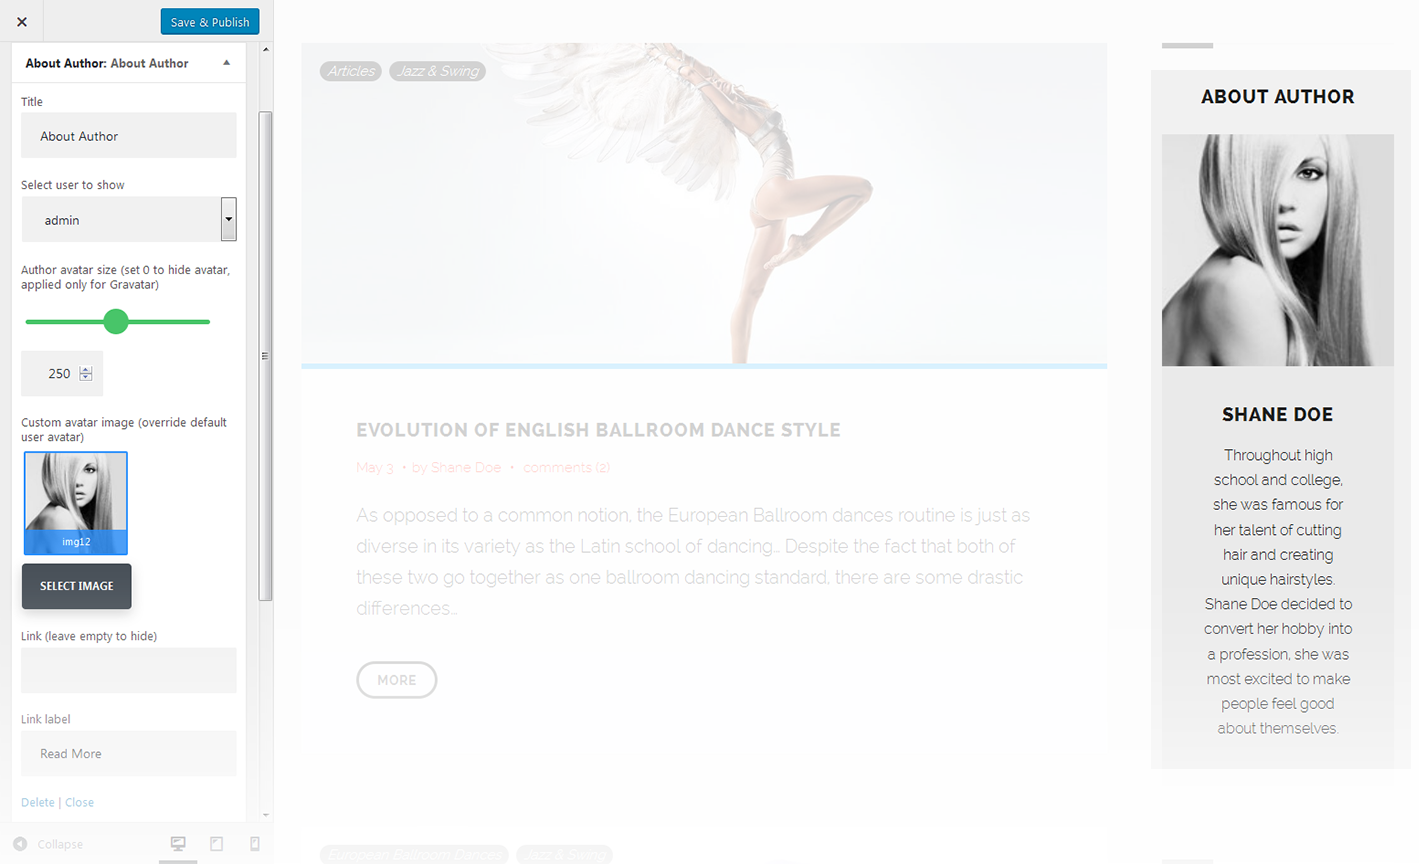 Save & Publish
About Author: About Author
Title
About Author
Select user to show
admin
Author avatar size (set 0 to hide avatar,
applied only for Gravatar)
250
Custom avatar image (override default
user avatar)
img12
SELECT IMAGE
Link (leave empty to hide)
Link label
Read More
Delete | Close
Collapse
Articles
Jazz & Swing
EVOLUTION OF ENGLISH BALLROOM DANCE STYLE
May 3 • by Shane Doe • comments (2)
As opposed to a common notion, the European Ballroom dances routine is just as
diverse in its variety as the Latin school of dancing... Despite the fact that both of
these two go together as one ballroom dancing standard, there are some drastic
differences...
MORE
European Ballroom Dances
Jazz & Swing
ABOUT AUTHOR
SHANE DOE
Throughout high
school and college,
she was famous for
her talent of cutting
hair and creating
unique hairstyles.
Shane Doe decided to
convert her hobby into
a profession, she was
most excited to make
people feel good
about themselves.